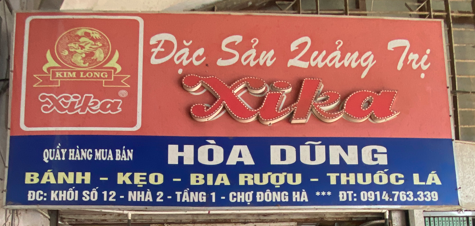 KIM LONG
Xika®
Đặc Sản Quảng Trị
Xika
QUẦY HÀNG MUA BÁN HÒA DŨNG
BÁNH - KẸO - BIA RƯỢU - THUỐC LÁ
ĐC: KHỐI SỐ 12 - NHÀ 2 - TẦNG 1 - CHỢ ĐÔNG HÀ *** ĐT: 0914.763.339